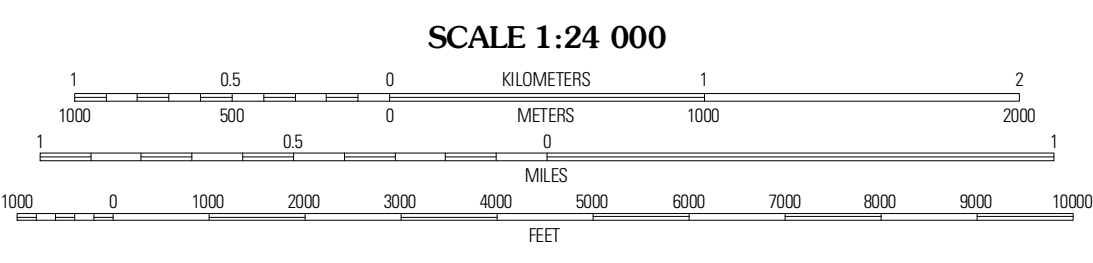 SCALE 1:24 000
1 0.5 0 KILOMETERS 1 2
1000 500 0 METERS 1000 2000
1 0.5 0 1
MILES
1000 0 1000 2000 3000 4000 5000 6000 7000 8000 9000 10000
FEET